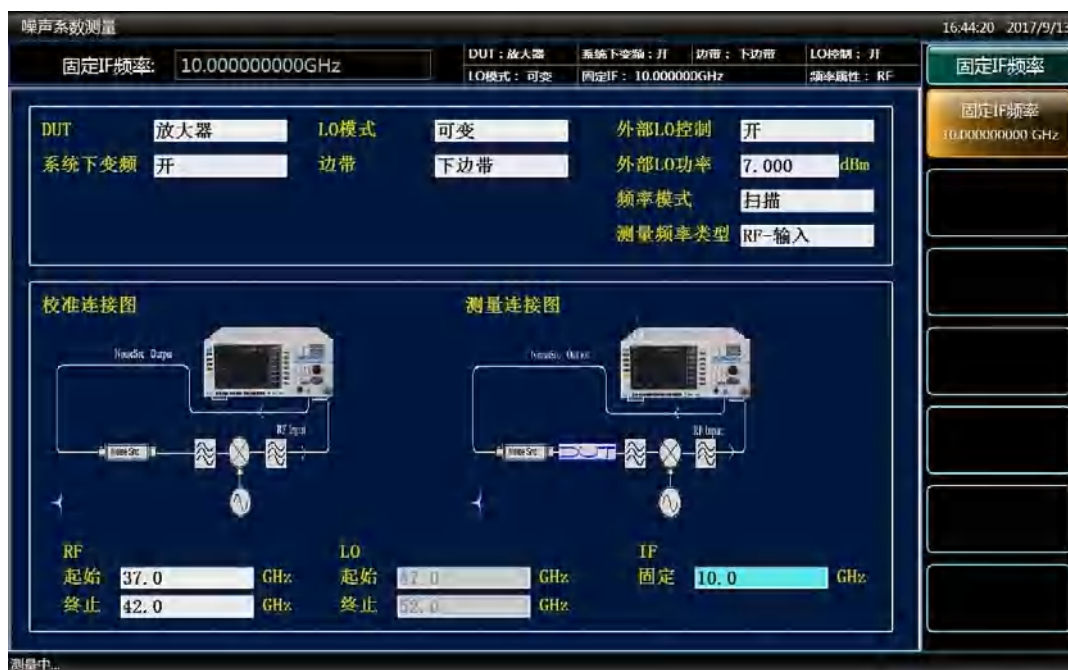 噪声系数测量 16:44:20 2017/9/13
固定IF频率: 10.000000000GHz DUT：放大器 系统下变频：开 边带：下边带 LO控制：开 固定IF频率
LO模式：可变 固定IF：10.000000GHz 频率属性：RF
固定IF频率
10.000000000 GHz
DUT 放大器 LO模式 可变 外部LO控制 开
系统下变频 开 边带 下边带 外部LO功率 7.000 dBm
频率模式 扫描
测量频率类型 RF-输入
校准连接图 测量连接图
RF Input RF Input
Noise Src Noise Src DUT
RF LO IF
起始 37.0 GHz 起始 47.0 GHz 固定 10.0 GHz
终止 42.0 GHz 终止 52.0 GHz
测量中...